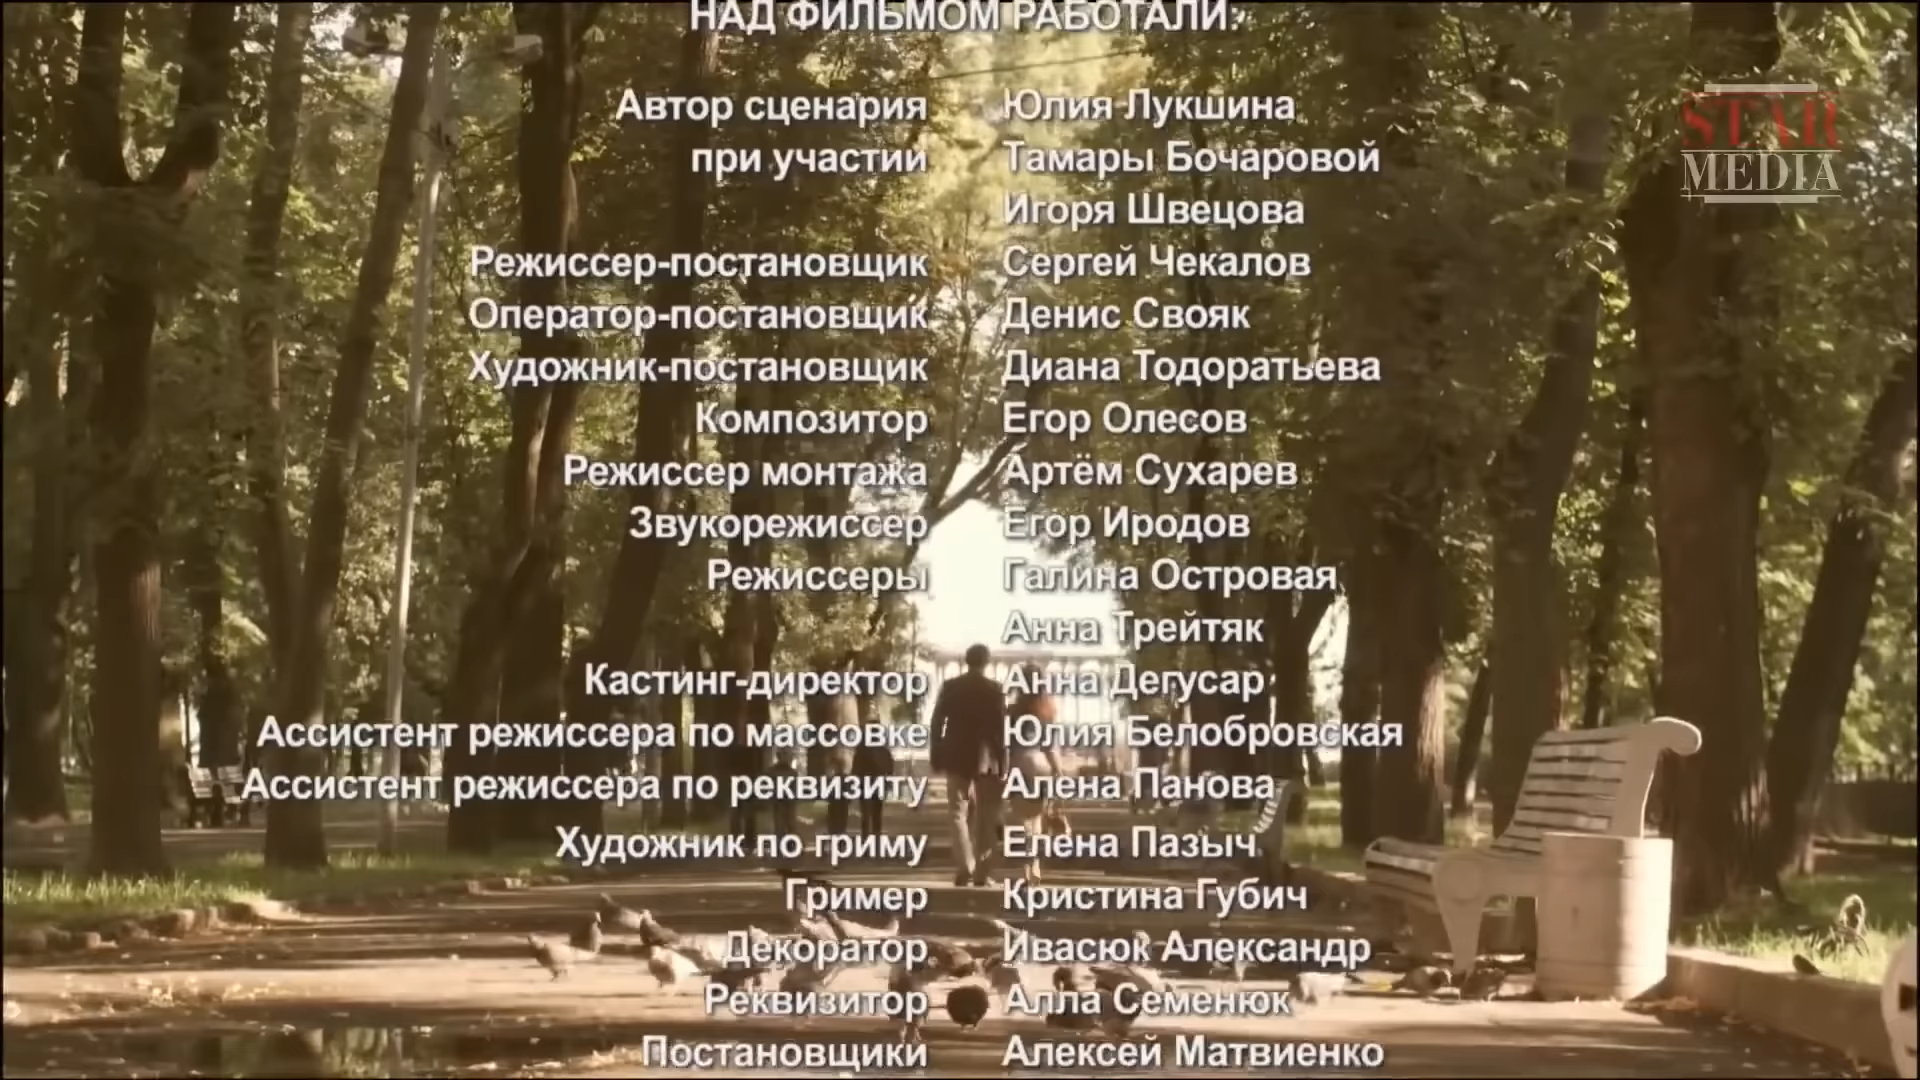 НАД ФИЛЬМОМ РАБОТАЛИ:
Автор сценария Юлия Лукшина
при участии Тамары Бочаровой
Игоря Швецова
Режиссер-постановщик Сергей Чекалов
Оператор-постановщик Денис Свояк
Художник-постановщик Диана Тодоратьева
Композитор Егор Олесов
Режиссер монтажа Артём Сухарев
Звукорежиссер Егор Иродов
Режиссеры Галина Островая
Анна Трейтяк
Кастинг-директор Анна Дегусар
Ассистент режиссера по массовке Юлия Белобровская
Ассистент режиссера по реквизиту Алена Панова
Художник по гриму Елена Пазыч
Гример Кристина Губич
Декоратор Ивасюк Александр
Реквизитор Алла Семенюк
Постановщики Алексей Матвиенко
STAR
MEDIA